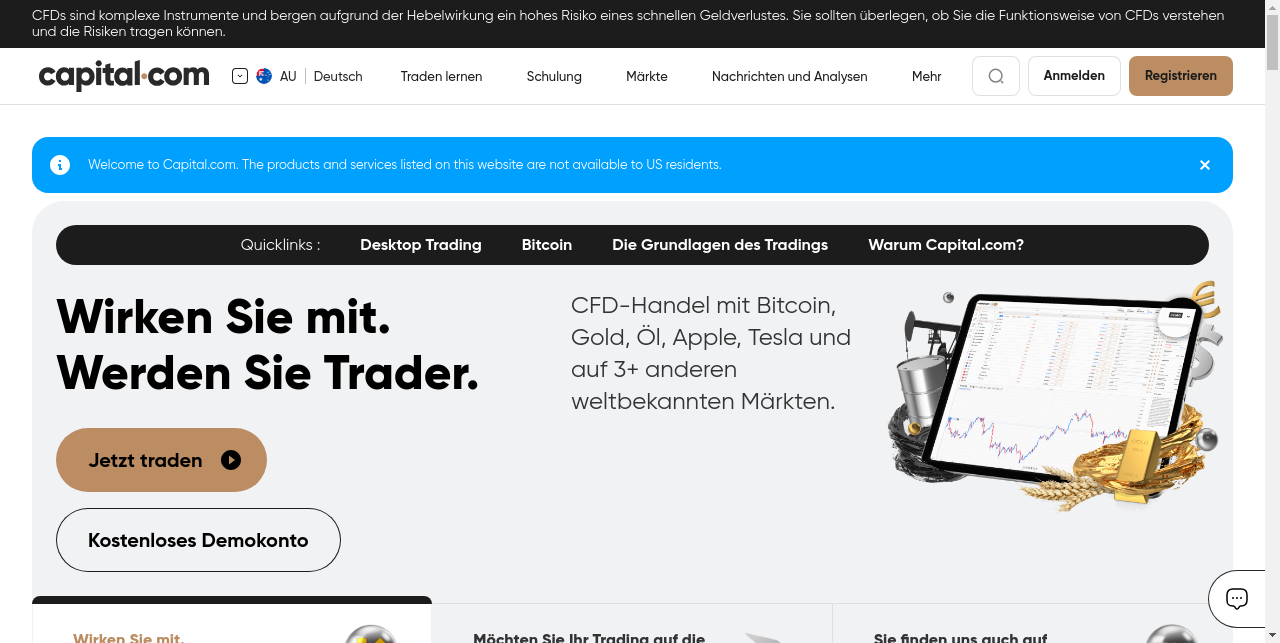 CFDs sind komplexe Instrumente und bergen aufgrund der Hebelwirkung ein hohes Risiko eines schnellen Geldverlustes. Sie sollten überlegen, ob Sie die Funktionsweise von CFDs verstehen
und die Risiken tragen können.
capital.com
AU
Deutsch
Traden lernen
Schulung
Märkte
Nachrichten und Analysen
Mehr
Anmelden
Registrieren
Welcome to Capital.com. The products and services listed on this website are not available to US residents.
Quicklinks :
Desktop Trading
Bitcoin
Die Grundlagen des Tradings
Warum Capital.com?
Wirken Sie mit.
Werden Sie Trader.
CFD-Handel mit Bitcoin,
Gold, Öl, Apple, Tesla und
auf 3+ anderen
weltbekannten Märkten.
Jetzt traden
Kostenloses Demokonto
Wirken Sie mit.
Möchten Sie Ihr Trading auf die
Sie finden uns auch auf